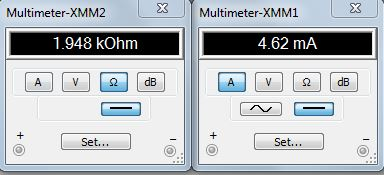 Multimeter-XMM2
1.948 kOhm
A V Ω dB
+ Set... −
Multimeter-XMM1
4.62 mA
A V Ω dB
+ Set... −